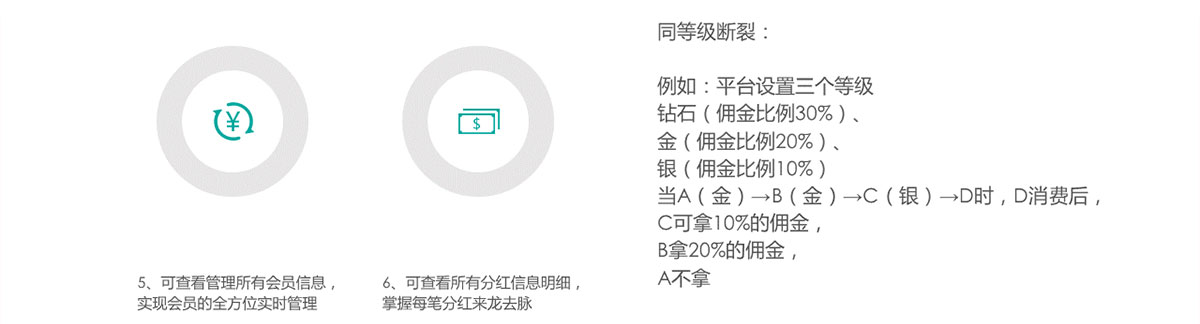 ¥
$
5、可查看管理所有会员信息，
实现会员的全方位实时管理
6、可查看所有分红信息明细，
掌握每笔分红来龙去脉
同等级断裂：
例如：平台设置三个等级
钻石（佣金比例30%）、
金（佣金比例20%）、
银（佣金比例10%）
当A（金）→B（金）→C（银）→D时，D消费后，
C可拿10%的佣金，
B拿20%的佣金，
A不拿